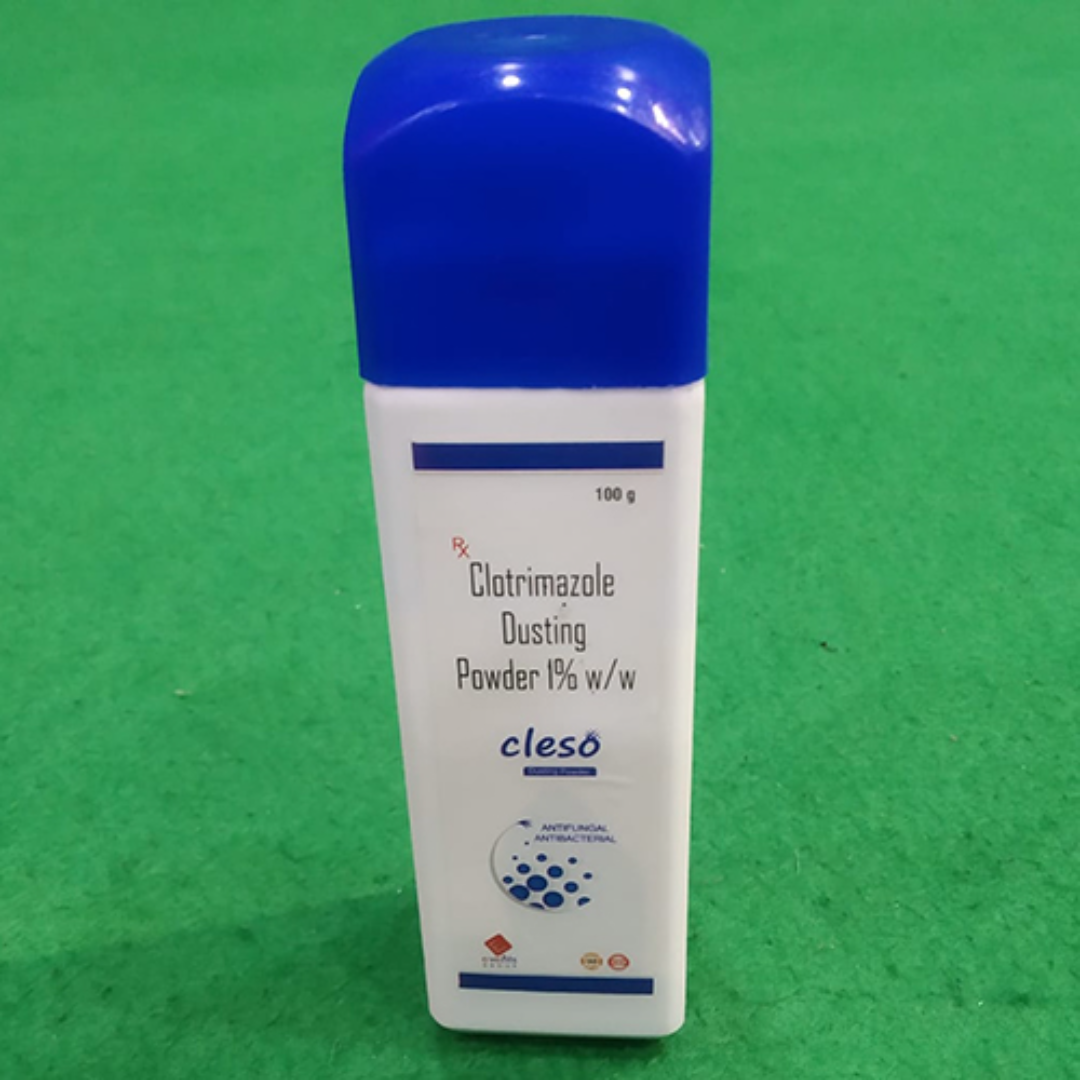 100 g
Rx
Clotrimazole
Dusting
Powder 1% w/w
cleso
Dusting Powder
ANTIFUNGAL
ANTIBACTERIAL